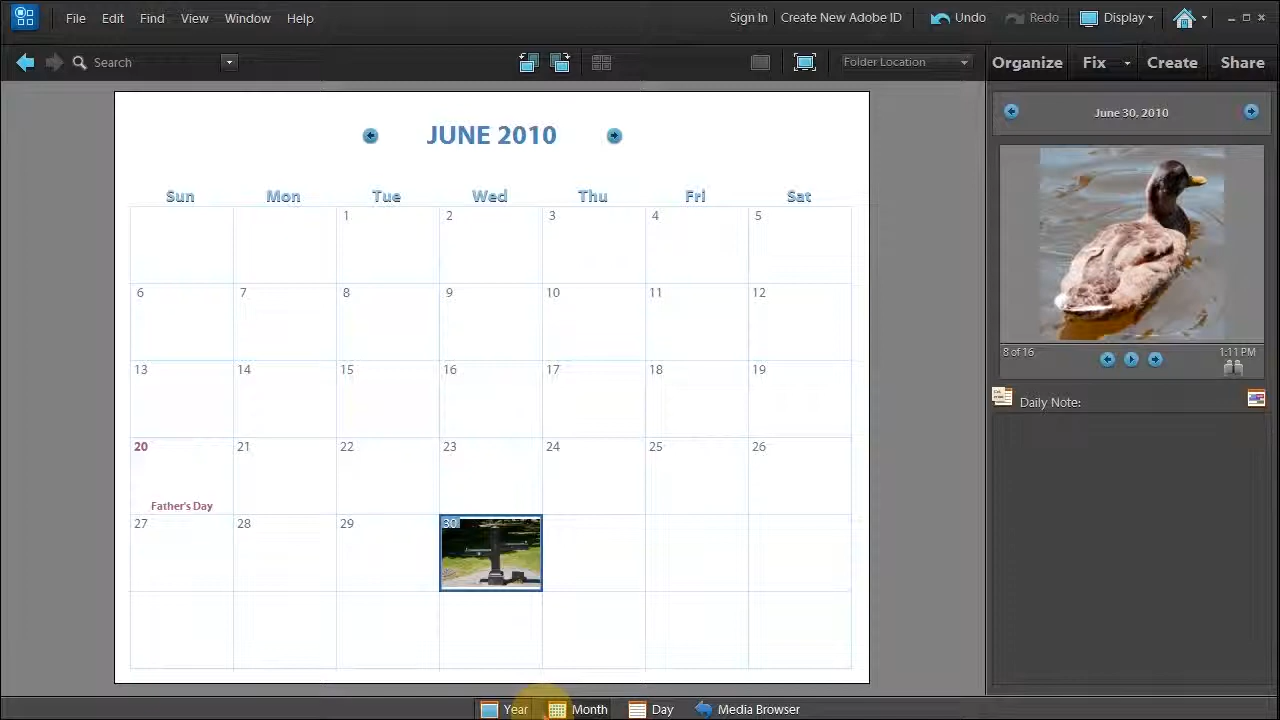 File Edit Find View Window Help
Sign In Create New Adobe ID Undo Redo Display
Search
Folder Location
Organize Fix Create Share
JUNE 2010
June 30, 2010
Sun Mon Tue Wed Thu Fri Sat
1 2 3 4 5
6 7 8 9 10 11 12
13 14 15 16 17 18 19
8 of 16 1:11 PM
Daily Note:
20 21 22 23 24 25 26
Father's Day
27 28 29 30
Year Month Day Media Browser